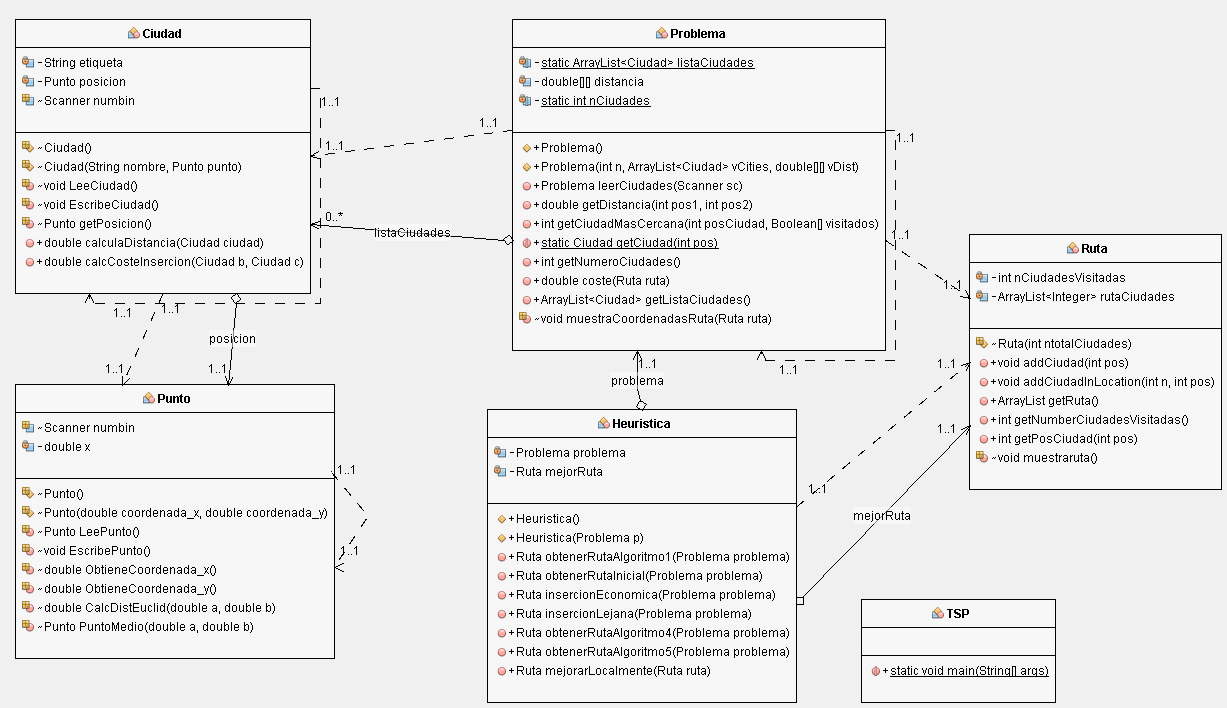 Ciudad
- String etiqueta
- Punto posicion
~ Scanner numbin
~ Ciudad()
~ Ciudad(String nombre, Punto punto)
~ void LeeCiudad()
~ void EscribeCiudad()
~ Punto getPosicion()
+ double calculaDistancia(Ciudad ciudad)
+ double calcCosteInsercion(Ciudad b, Ciudad c)
1..1
1..1
1..1
1..1
0..*
listaCiudades
1..1
1..1
posicion
1..1
1..1
Problema
- static ArrayList<Ciudad> listaCiudades
- double[][] distancia
- static int nCiudades
+ Problema()
+ Problema(int n, ArrayList<Ciudad> vCities, double[][] vDist)
+ Problema leerCiudades(Scanner sc)
+ double getDistancia(int pos1, int pos2)
+ int getCiudadMasCercana(int posCiudad, Boolean[] visitados)
+ static Ciudad getCiudad(int pos)
+ int getNumeroCiudades()
+ double coste(Ruta ruta)
+ ArrayList<Ciudad> getListaCiudades()
~ void muestraCoordenadasRuta(Ruta ruta)
1..1
1..1
1..1
1..1
1..1
problema
Ruta
- int nCiudadesVisitadas
- ArrayList<Integer> rutaCiudades
~ Ruta(int ntotalCiudades)
+ void addCiudad(int pos)
+ void addCiudadInLocation(int n, int pos)
+ ArrayList getRuta()
+ int getNumberCiudadesVisitadas()
+ int getPosCiudad(int pos)
~ void muestraruta()
1..1
1..1
1..1
mejorRuta
Punto
~ Scanner numbin
- double x
~ Punto()
~ Punto(double coordenada_x, double coordenada_y)
~ Punto LeePunto()
~ void EscribePunto()
~ double ObtieneCoordenada_x()
~ double ObtieneCoordenada_y()
~ double CalcDistEuclid(double a, double b)
~ Punto PuntoMedio(double a, double b)
1..1
1..1
Heuristica
- Problema problema
- Ruta mejorRuta
+ Heuristica()
+ Heuristica(Problema p)
+ Ruta obtenerRutaAlgoritmo1(Problema problema)
+ Ruta obtenerRutaInicial(Problema problema)
+ Ruta insercionEconomica(Problema problema)
+ Ruta insercionLejana(Problema problema)
+ Ruta obtenerRutaAlgoritmo4(Problema problema)
+ Ruta obtenerRutaAlgoritmo5(Problema problema)
+ Ruta mejorarLocalmente(Ruta ruta)
TSP
+ static void main(String[] args)